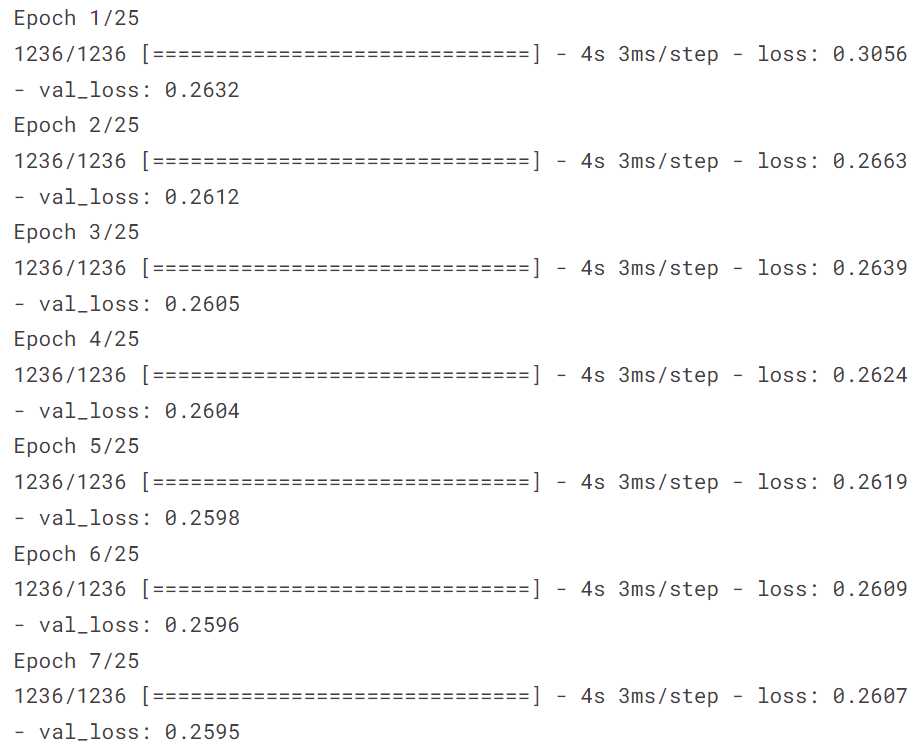 Epoch 1/25
1236/1236 [==============================] - 4s 3ms/step - loss: 0.3056
- val_loss: 0.2632
Epoch 2/25
1236/1236 [==============================] - 4s 3ms/step - loss: 0.2663
- val_loss: 0.2612
Epoch 3/25
1236/1236 [==============================] - 4s 3ms/step - loss: 0.2639
- val_loss: 0.2605
Epoch 4/25
1236/1236 [==============================] - 4s 3ms/step - loss: 0.2624
- val_loss: 0.2604
Epoch 5/25
1236/1236 [==============================] - 4s 3ms/step - loss: 0.2619
- val_loss: 0.2598
Epoch 6/25
1236/1236 [==============================] - 4s 3ms/step - loss: 0.2609
- val_loss: 0.2596
Epoch 7/25
1236/1236 [==============================] - 4s 3ms/step - loss: 0.2607
- val_loss: 0.2595